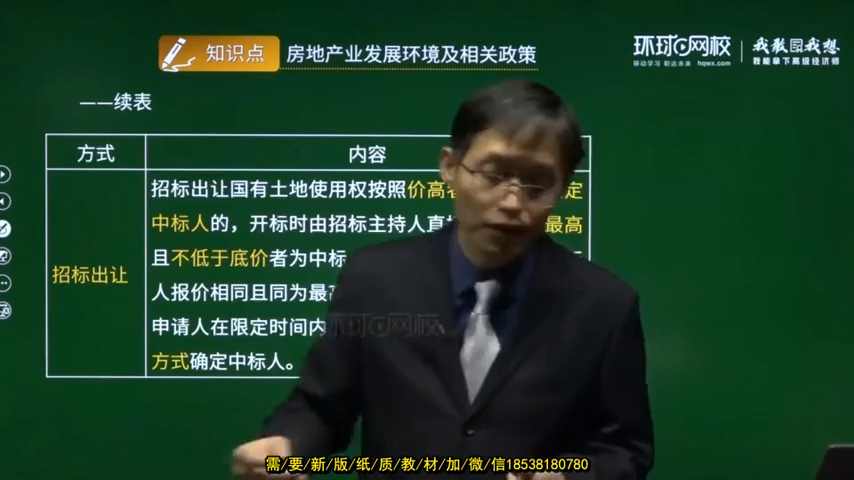 知识点
房地产业发展环境及相关政策
环球网校
移动学习 职达未来 hqwx.com
我敢学我想
我能拿下高级经济师
——续表
方式
内容
招标出让
招标出让国有土地使用权按照价高者
定
中标人的，开标时由招标主持人直
最高
且不低于底价者为中标
人报价相同且同为最
申请人在限定时间内
方式确定中标人。
环球网校
需/要/新/版/纸/质/教/材/加/微/信18538180780